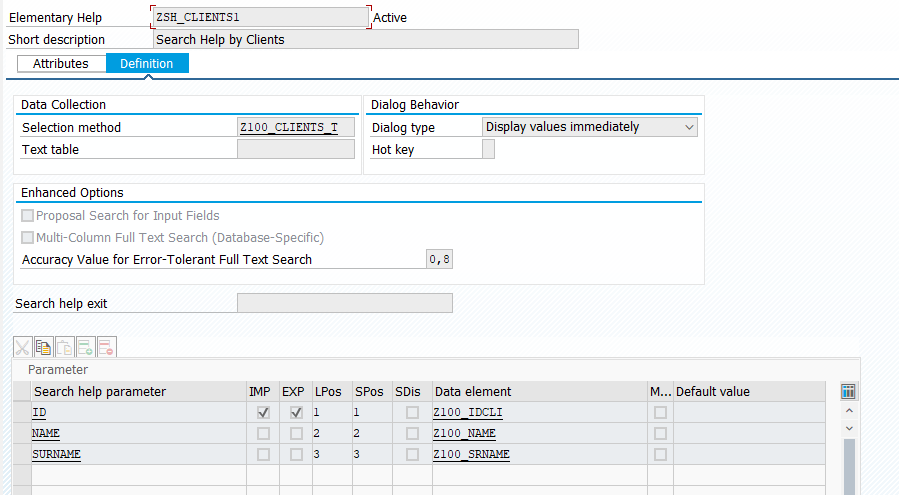 Elementary Help ZSH_CLIENTS1 Active
Short description Search Help by Clients
Attributes Definition
Data Collection Dialog Behavior
Selection method Z100_CLIENTS_T Dialog type Display values immediately
Text table Hot key
Enhanced Options
Proposal Search for Input Fields
Multi-Column Full Text Search (Database-Specific)
Accuracy Value for Error-Tolerant Full Text Search 0,8
Search help exit
Parameter
Search help parameter IMP EXP LPos SPos SDis Data element M... Default value
ID 1 1 Z100_IDCLI
NAME 2 2 Z100_NAME
SURNAME 3 3 Z100_SRNAME